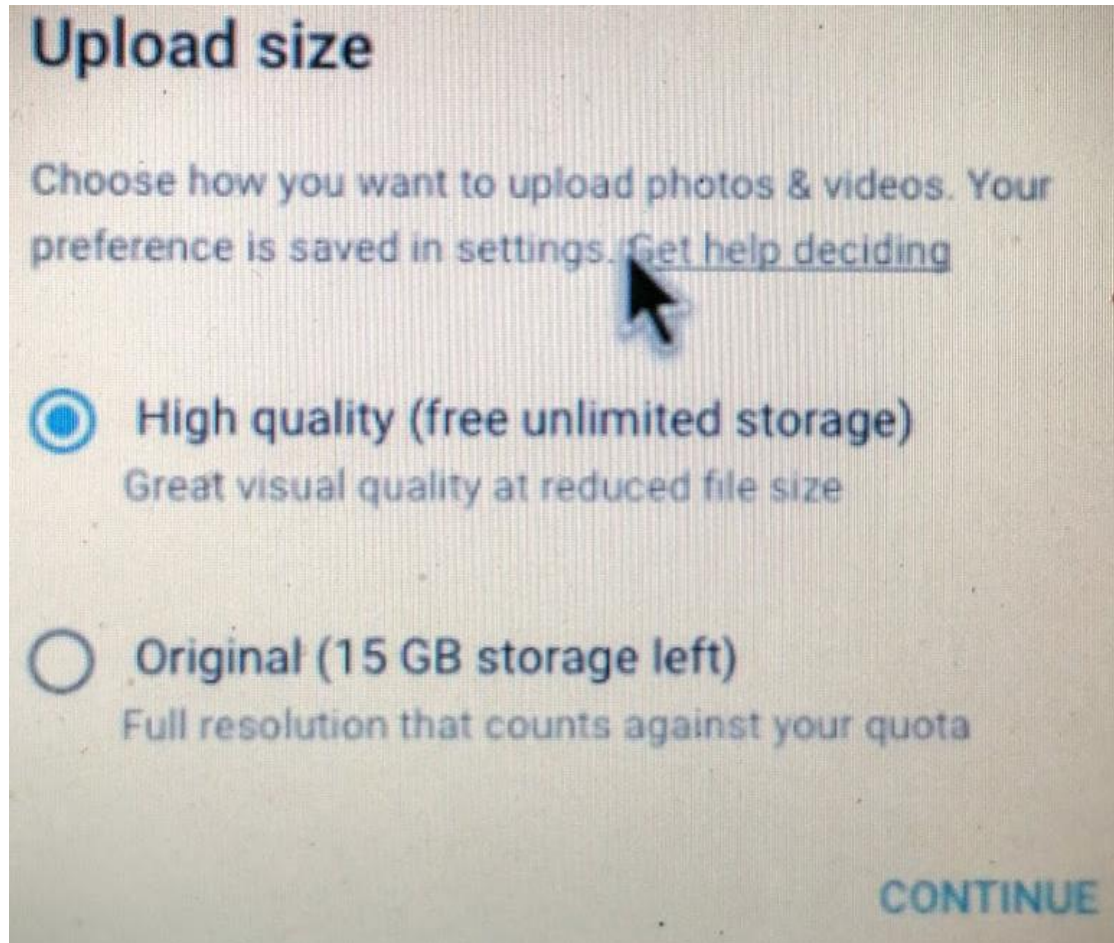 Upload size
Choose how you want to upload photos & videos. Your
preference is saved in settings. Get help deciding
High quality (free unlimited storage)
Great visual quality at reduced file size
Original (15 GB storage left)
Full resolution that counts against your quota
CONTINUE